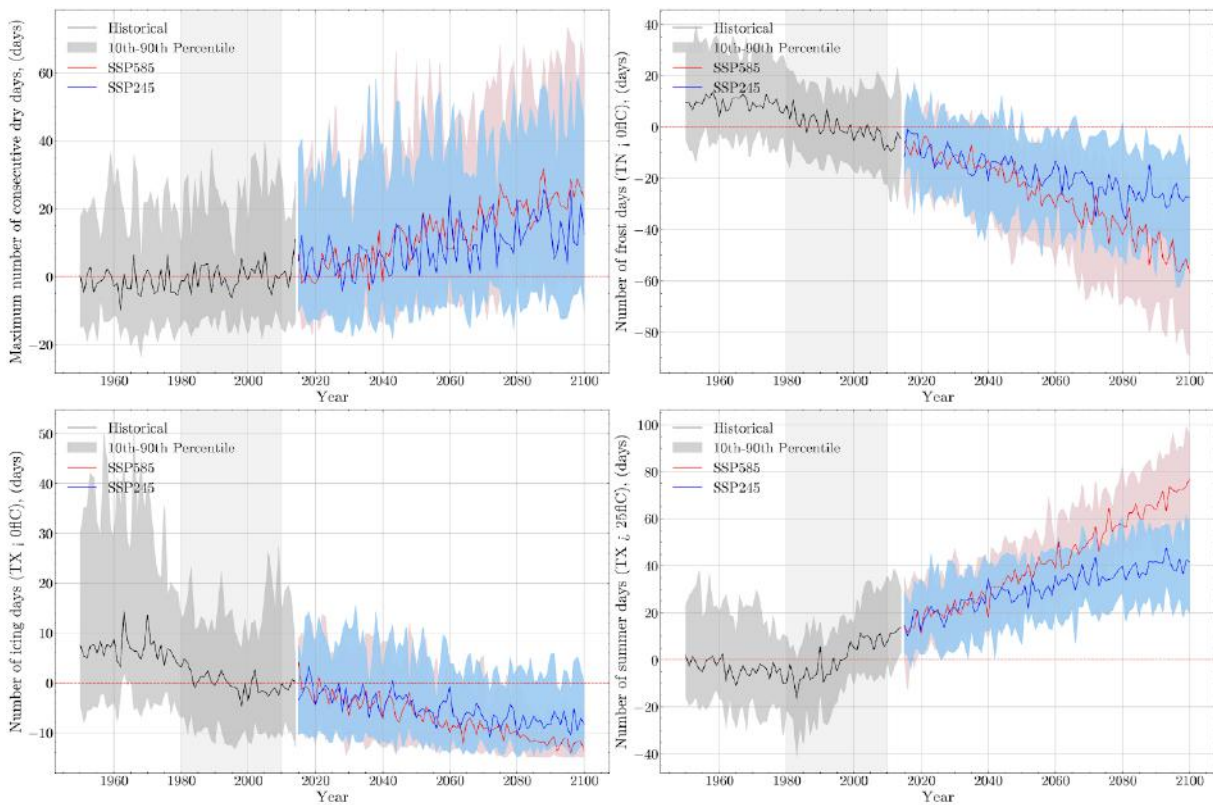 Maximum number of consecutive dry days, (days)
Historical
10th-90th Percentile
SSP585
SSP245
60
40
20
0
−20
1960 1980 2000 2020 2040 2060 2080 2100
Year
Number of frost days (TN ¡ 0flC), (days)
Historical
10th-90th Percentile
SSP585
SSP245
40
20
0
−20
−40
−60
−80
1960 1980 2000 2020 2040 2060 2080 2100
Year
Number of icing days (TX ¡ 0flC), (days)
Historical
10th-90th Percentile
SSP585
SSP245
50
40
30
20
10
0
−10
1960 1980 2000 2020 2040 2060 2080 2100
Year
Number of summer days (TX ¿ 25flC), (days)
Historical
10th-90th Percentile
SSP585
SSP245
100
80
60
40
20
0
−20
−40
1960 1980 2000 2020 2040 2060 2080 2100
Year